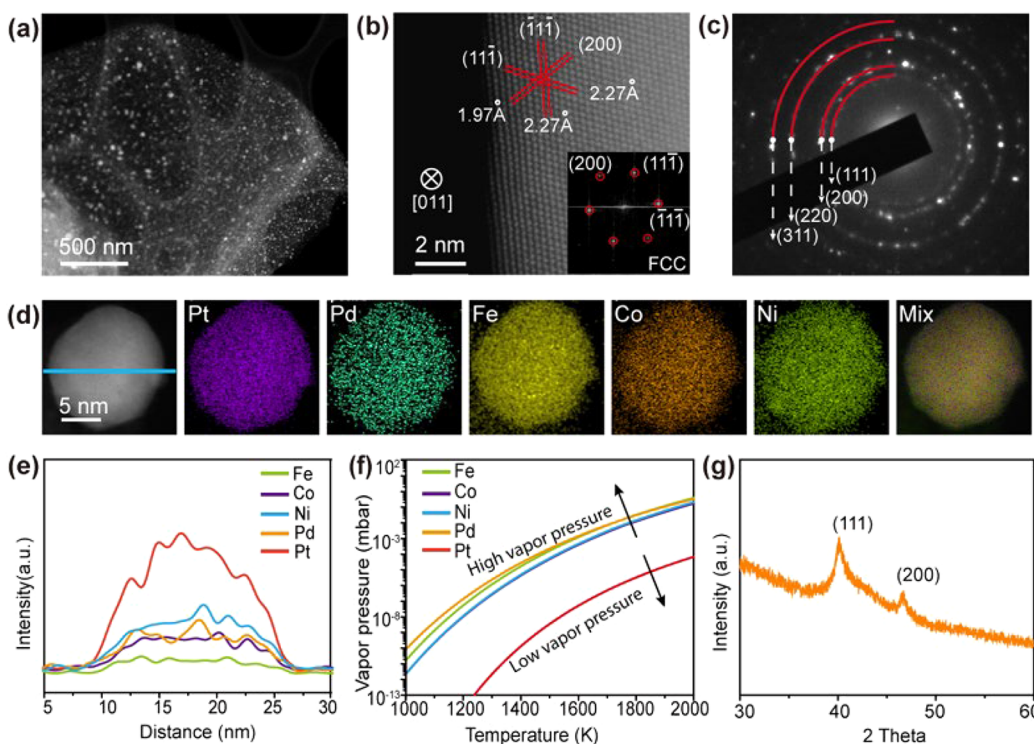 (a)
500 nm
(b)
(1̄11̄)
(111̄)
(200)
1.97Å
2.27Å
2.27Å
[011]
2 nm
(200)
(111̄)
(1̄11̄)
FCC
(c)
(111)
(200)
(220)
(311)
(d)
5 nm
Pt
Pd
Fe
Co
Ni
Mix
(e)
Intensity(a.u.)
Fe
Co
Ni
Pd
Pt
5 10 15 20 25 30
Distance (nm)
(f)
Vapor pressure (mbar)
10²
10⁻³
10⁻⁸
10⁻¹³
Fe
Co
Ni
Pd
Pt
High vapor pressure
Low vapor pressure
1000 1200 1400 1600 1800 2000
Temperature (K)
(g)
Intensity (a.u.)
(111)
(200)
30 40 50 60
2 Theta